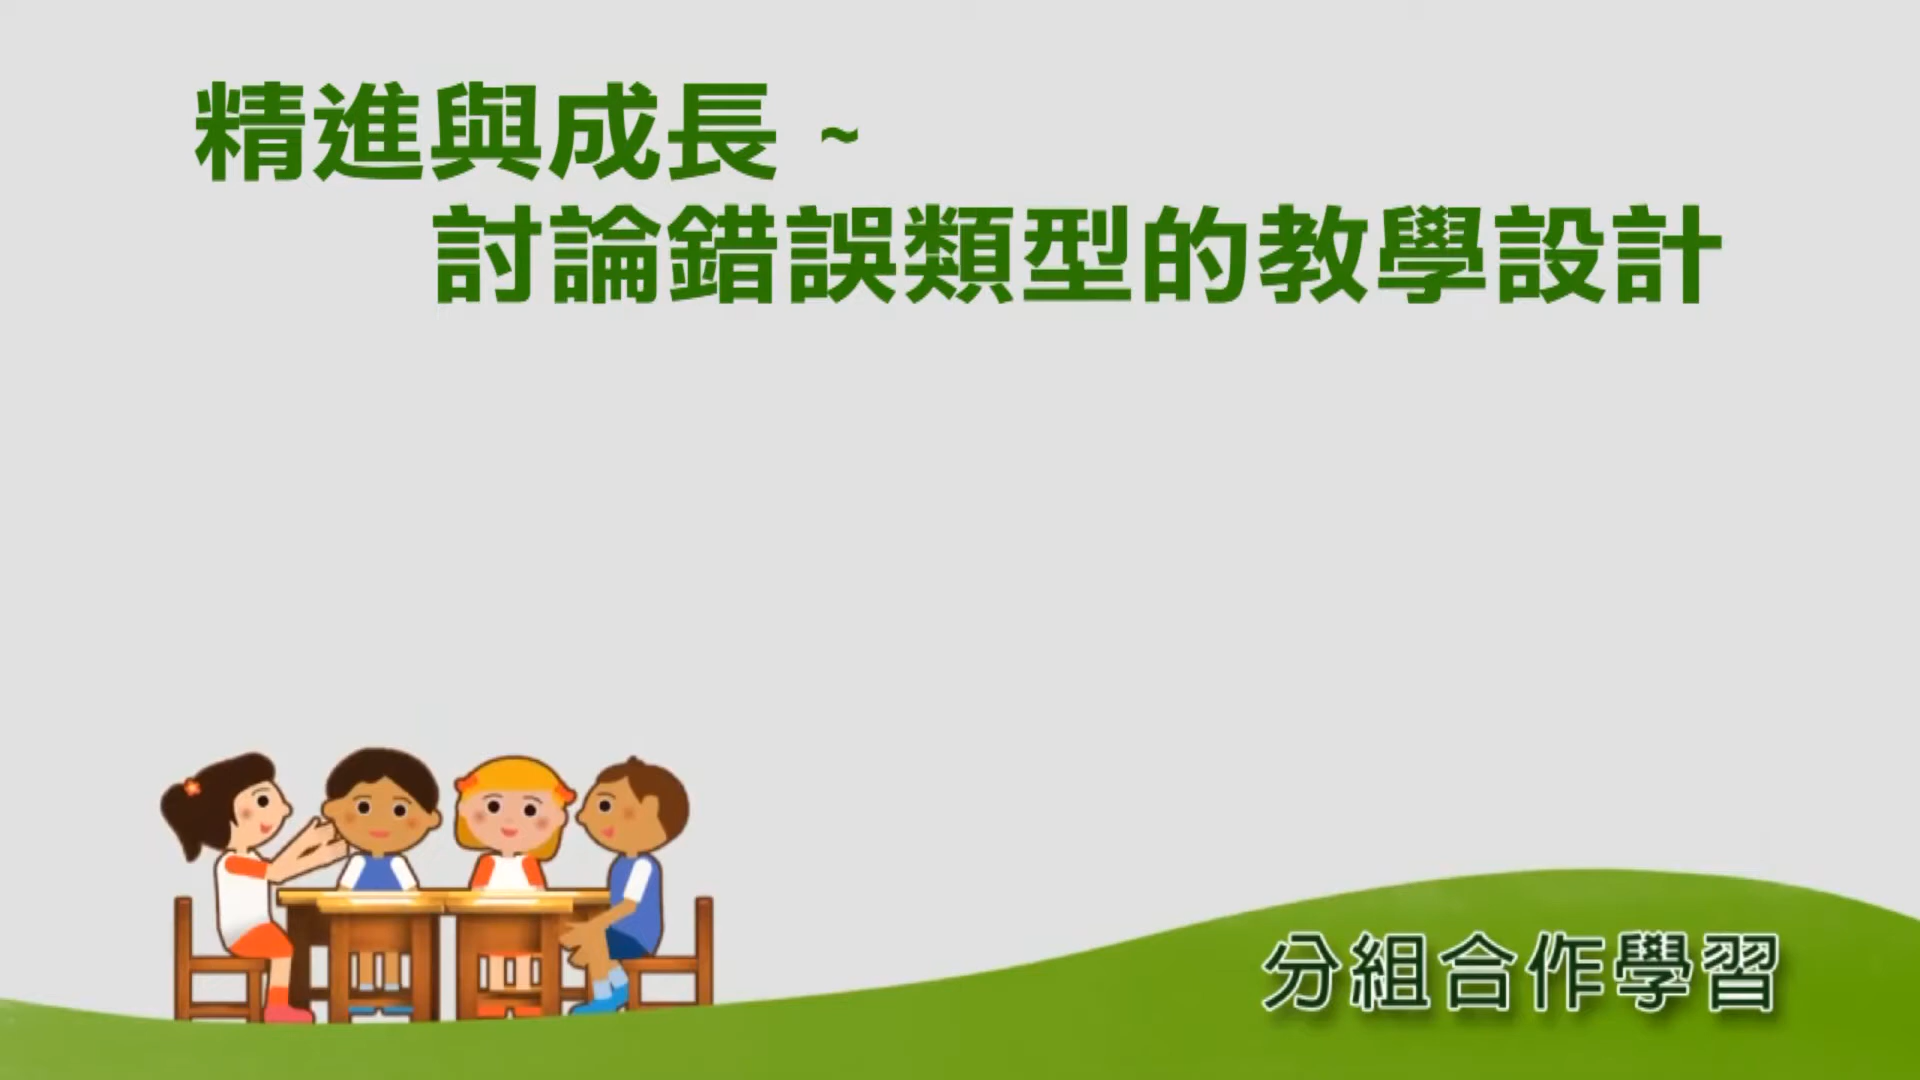 精進與成長 ~
討論錯誤類型的教學設計
分組合作學習